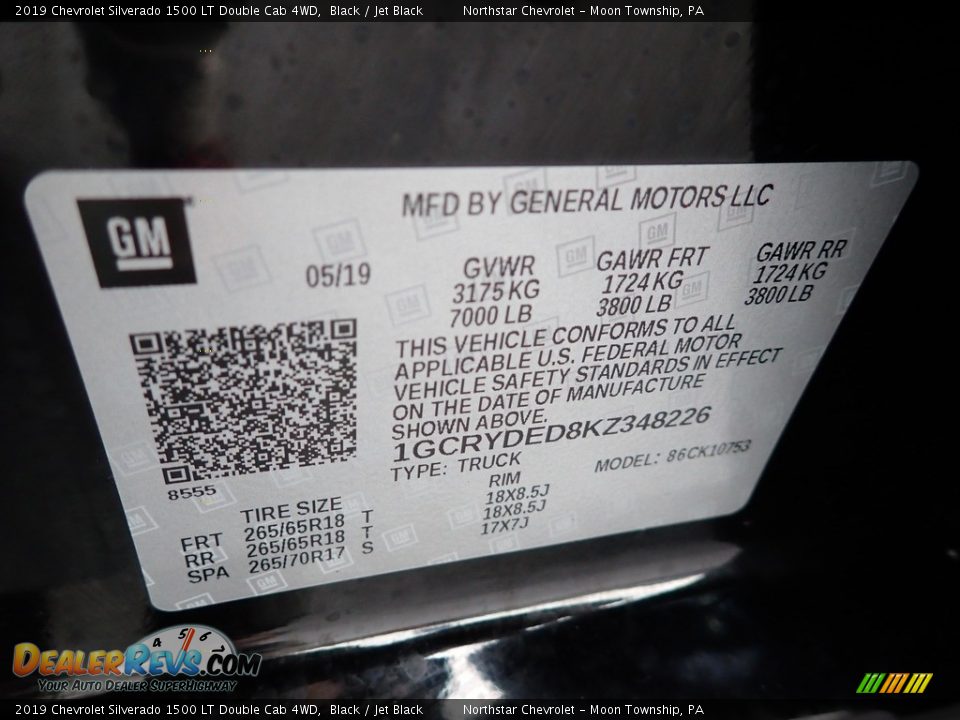 2019 Chevrolet Silverado 1500 LT Double Cab 4WD, Black / Jet Black Northstar Chevrolet - Moon Township, PA
GM
MFD BY GENERAL MOTORS LLC
05/19
GVWR GAWR FRT GAWR RR
3175 KG 1724 KG 1724 KG
7000 LB 3800 LB 3800 LB
THIS VEHICLE CONFORMS TO ALL
APPLICABLE U.S. FEDERAL MOTOR
VEHICLE SAFETY STANDARDS IN EFFECT
ON THE DATE OF MANUFACTURE
SHOWN ABOVE.
1GCRYDED8KZ348226
TYPE: TRUCK MODEL: 86CK10753
8555
TIRE SIZE RIM
FRT 265/65R18 T 18X8.5J
RR 265/65R18 T 18X8.5J
SPA 265/70R17 S 17X7J
4 5 6
DealerRevs.com
Your Auto Dealer SuperHighway
2019 Chevrolet Silverado 1500 LT Double Cab 4WD, Black / Jet Black Northstar Chevrolet - Moon Township, PA